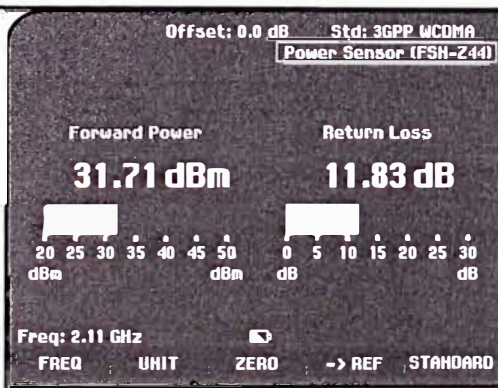 Offset: 0.0 dB Std: 3GPP WCDMA
Power Sensor (FSH-Z44)
Forward Power Return Loss
31.71 dBm 11.83 dB
20 25 30 35 40 45 50 0 5 10 15 20 25 30
dBm dBm dB dB
Freq: 2.11 GHz
FREQ UNIT ZERO -> REF STANDARD